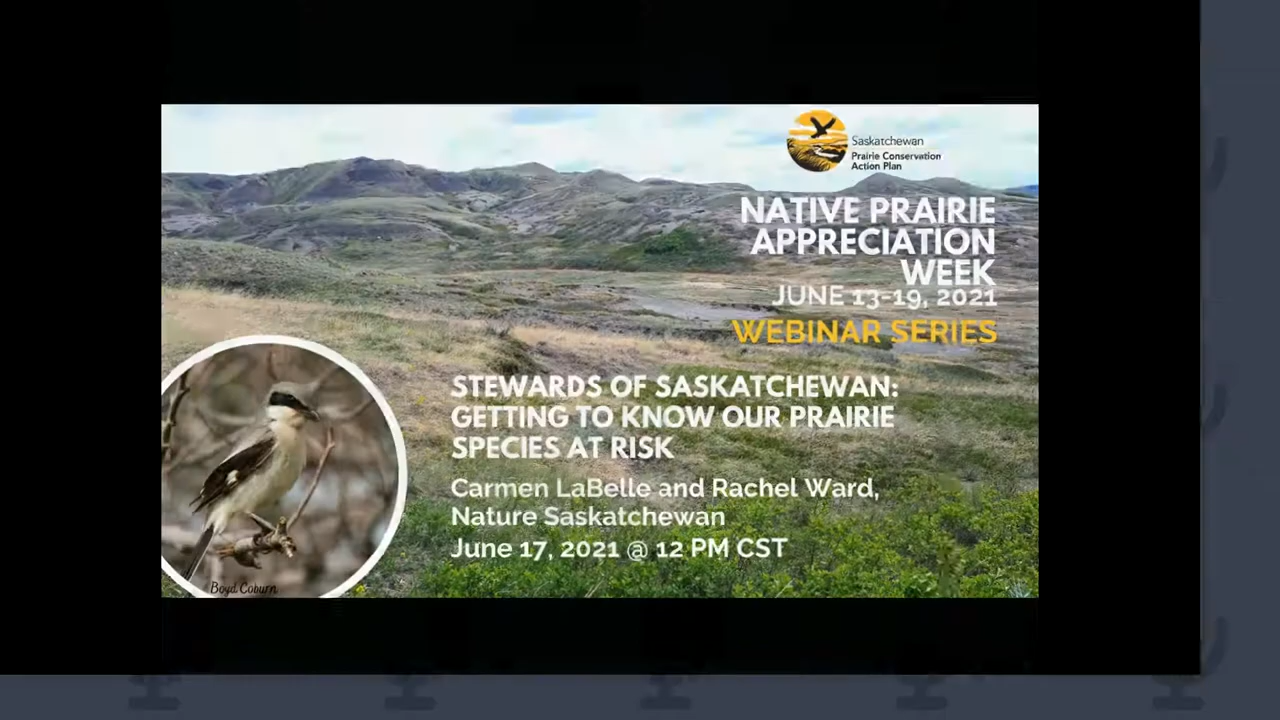 Saskatchewan
Prairie Conservation
Action Plan
NATIVE PRAIRIE
APPRECIATION
WEEK
JUNE 13-19, 2021
WEBINAR SERIES
STEWARDS OF SASKATCHEWAN:
GETTING TO KNOW OUR PRAIRIE
SPECIES AT RISK
Carmen LaBelle and Rachel Ward,
Nature Saskatchewan
June 17, 2021 @ 12 PM CST
Boyd Coburn